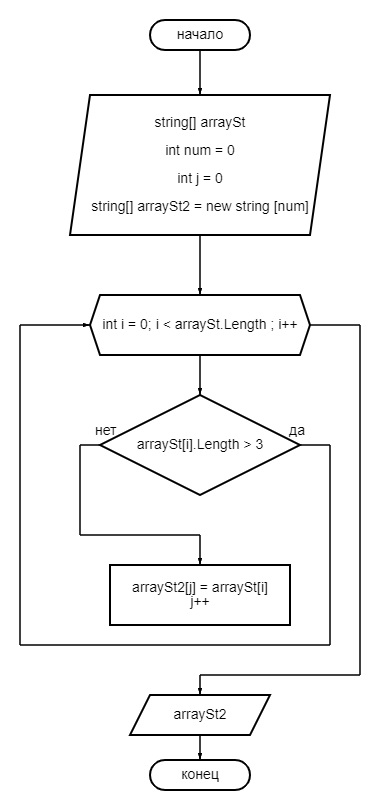 начало
string[] arraySt
int num = 0
int j = 0
string[] arraySt2 = new string [num]
int i = 0; i < arraySt.Length ; i++
нет
да
arraySt[i].Length > 3
arraySt2[j] = arraySt[i]
j++
arraySt2
конец